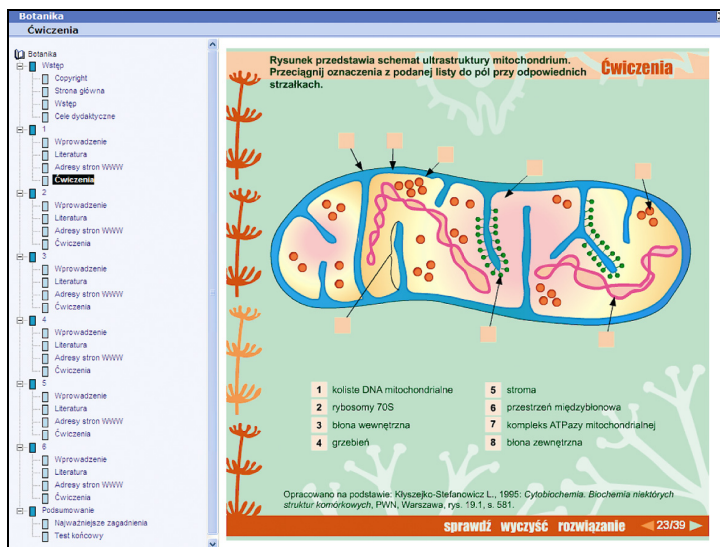 Botanika
Ćwiczenia
Botanika
Wstęp
Copyright
Strona główna
Wstęp
Cele dydaktyczne
1
Wprowadzenie
Literatura
Adresy stron WWW
Ćwiczenia
2
Wprowadzenie
Literatura
Adresy stron WWW
Ćwiczenia
3
Wprowadzenie
Literatura
Adresy stron WWW
Ćwiczenia
4
Wprowadzenie
Literatura
Adresy stron WWW
Ćwiczenia
5
Wprowadzenie
Literatura
Adresy stron WWW
Ćwiczenia
6
Wprowadzenie
Literatura
Adresy stron WWW
Ćwiczenia
Podsumowanie
Najważniejsze zagadnienia
Test końcowy
Rysunek przedstawia schemat ultrastruktury mitochondrium.
Przeciągnij oznaczenia z podanej listy do pól przy odpowiednich
strzałkach.
Ćwiczenia
1 koliste DNA mitochondrialne
2 rybosomy 70S
3 błona wewnętrzna
4 grzebień
5 stroma
6 przestrzeń międzybłonowa
7 kompleks ATPazy mitochondrialnej
8 błona zewnętrzna
Opracowano na podstawie: Kłyszejko-Stefanowicz L., 1995: Cytobiochemia. Biochemia niektórych
struktur komórkowych, PWN, Warszawa, rys. 19.1, s. 581.
sprawdź wyczyść rozwiązanie 23/39